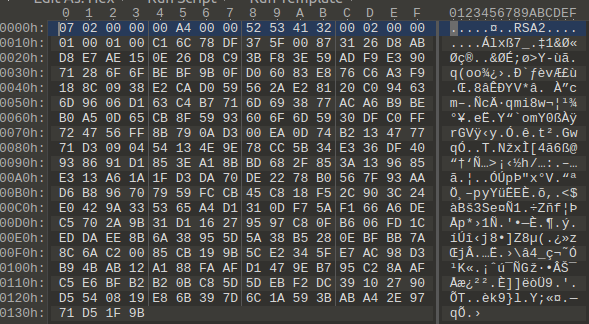 0 1 2 3 4 5 6 7 8 9 A B C D E F 0123456789ABCDEF
0000h: 07 02 00 00 00 A4 00 00 52 53 41 32 00 02 00 00 .....¤..RSA2....
0010h: 01 00 01 00 C1 6C 78 DF 37 5F 00 87 31 26 D8 AB ....Álxß7_.‡1&Ø«
0020h: D8 E7 AE 15 0E 26 D8 C9 3B F8 3E 59 AD F9 E3 90 Øç®..&ØÉ;ø>Y-ùã.
0030h: 71 28 6F 6F BE BF 9B 0F D0 60 83 E8 76 C6 A3 F9 q(oo¾¿›.Ð`ƒèvÆ£ù
0040h: 18 8C 09 38 E2 CA D0 59 56 2A E2 81 20 C0 94 63 .Œ.8âÊÐYV*â. À”c
0050h: 6D 96 06 D1 63 C4 B7 71 6D 69 38 77 AC A6 B9 BE m–.ÑcÄ·qmi8w¬¦¹¾
0060h: B0 A5 0D 65 CB 8F 59 93 60 6F 6D 59 30 DF C0 FF °¥.eË.Y“`omY0ßÀÿ
0070h: 72 47 56 FF 8B 79 0A D3 00 EA 0D 74 B2 13 47 77 rGVÿ‹y.Ó.ê.t².Gw
0080h: 71 D3 09 04 54 13 4E 9E 78 CC 5B 34 E3 36 DF 40 qÓ..T.NžxÌ[4ã6ß@
0090h: 93 86 91 D1 85 3E A1 8B BD 68 2F 85 3A 13 96 85 “†‘Ñ…>¡‹½h/…:.–…
00A0h: E3 13 A6 1A 1F D3 DA 70 DE 22 78 B0 56 7F 93 AA ã.¦..ÓÚpÞ"x°V.“ª
00B0h: D6 B8 96 70 79 59 FC CB 45 C8 18 F5 2C 90 3C 24 Ö¸–pyYüËEÈ.õ,.<$
00C0h: E0 42 9A 33 53 65 A4 D1 31 0D F7 5A F1 66 A6 DE àBš3Se¤Ñ1.÷Zñf¦Þ
00D0h: C5 70 2A 9B 31 D1 16 27 95 97 C8 0F B6 06 FD 1C Åp*›1Ñ.'•—È.¶.ý.
00E0h: ED DA EE 8B 6A 38 95 5D 5A 38 B5 28 0E BF BB 7A íÚî‹j8•]Z8µ(.¿»z
00F0h: 8C 6A C2 00 85 CB 19 9B 5C E2 34 5F E7 AC 98 D3 ŒjÂ.…Ë.›\â4_ç¬˜Ó
0100h: B9 4B AB 12 A1 88 FA AF D1 47 9E B7 95 C2 8A AF ¹K«.¡ˆú¯ÑGž·•ÂŠ¯
0110h: C5 E6 BF B2 B2 0B C8 5D 5D EB F2 DC 39 10 27 90 Åæ¿²².È]]ëòÜ9.'.
0120h: D5 54 08 19 E8 6B 39 7D 6C 1A 59 3B AB A4 2E 97 ÕT..èk9}l.Y;«¤.—
0130h: 71 D5 1F 9B qÕ.›